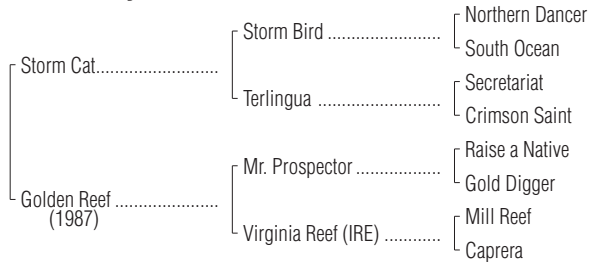 Northern Dancer
Storm Bird ..................
South Ocean
Storm Cat........................
Secretariat
Terlingua ........................
Crimson Saint
Raise a Native
Mr. Prospector .................
Gold Digger
Golden Reef ....................
(1987)
Mill Reef
Virginia Reef (IRE) ...........
Caprera